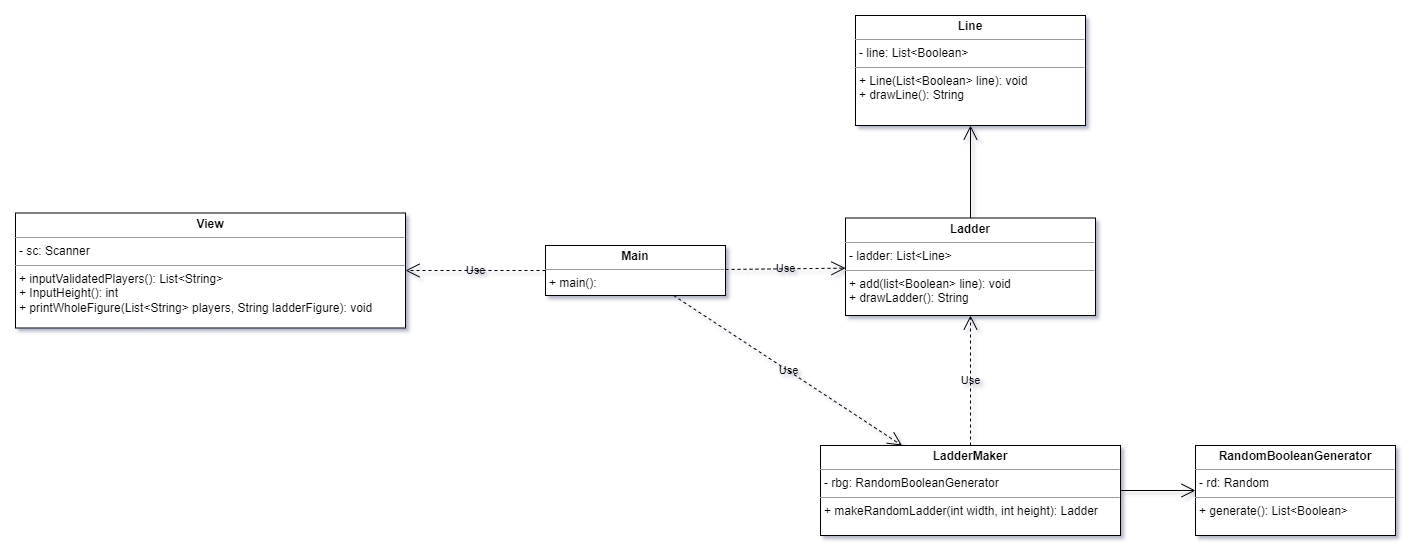 Line
- line: List<Boolean>
+ Line(List<Boolean> line): void
+ drawLine(): String
View
- sc: Scanner
+ inputValidatedPlayers(): List<String>
+ InputHeight(): int
+ printWholeFigure(List<String> players, String ladderFigure): void
Use
Main
+ main():
Use
Ladder
- ladder: List<Line>
+ add(list<Boolean> line): void
+ drawLadder(): String
Use
Use
LadderMaker
- rbg: RandomBooleanGenerator
+ makeRandomLadder(int width, int height): Ladder
RandomBooleanGenerator
- rd: Random
+ generate(): List<Boolean>